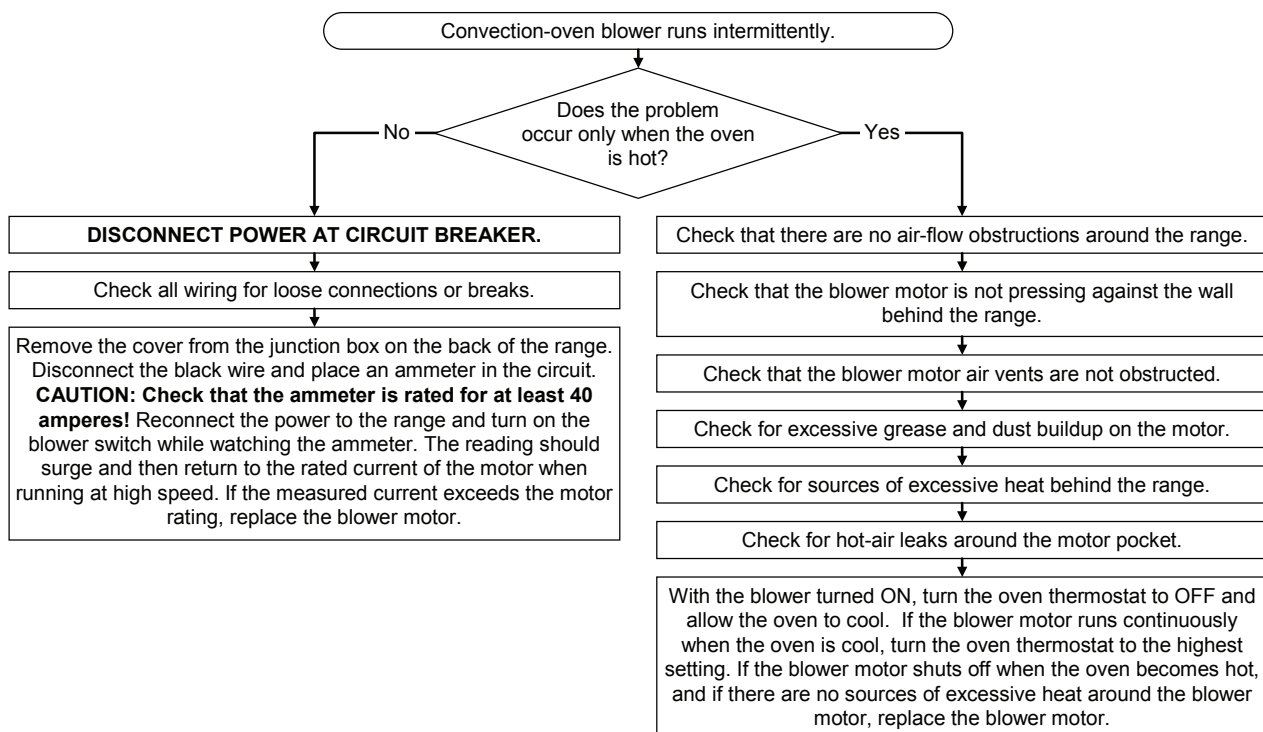 Convection-oven blower runs intermittently.
Does the problem
occur only when the oven
is hot?
No
Yes
DISCONNECT POWER AT CIRCUIT BREAKER.
Check all wiring for loose connections or breaks.
Remove the cover from the junction box on the back of the range.
Disconnect the black wire and place an ammeter in the circuit.
CAUTION: Check that the ammeter is rated for at least 40
amperes! Reconnect the power to the range and turn on the
blower switch while watching the ammeter. The reading should
surge and then return to the rated current of the motor when
running at high speed. If the measured current exceeds the motor
rating, replace the blower motor.
Check that there are no air-flow obstructions around the range.
Check that the blower motor is not pressing against the wall
behind the range.
Check that the blower motor air vents are not obstructed.
Check for excessive grease and dust buildup on the motor.
Check for sources of excessive heat behind the range.
Check for hot-air leaks around the motor pocket.
With the blower turned ON, turn the oven thermostat to OFF and
allow the oven to cool.  If the blower motor runs continuously
when the oven is cool, turn the oven thermostat to the highest
setting. If the blower motor shuts off when the oven becomes hot,
and if there are no sources of excessive heat around the blower
motor, replace the blower motor.